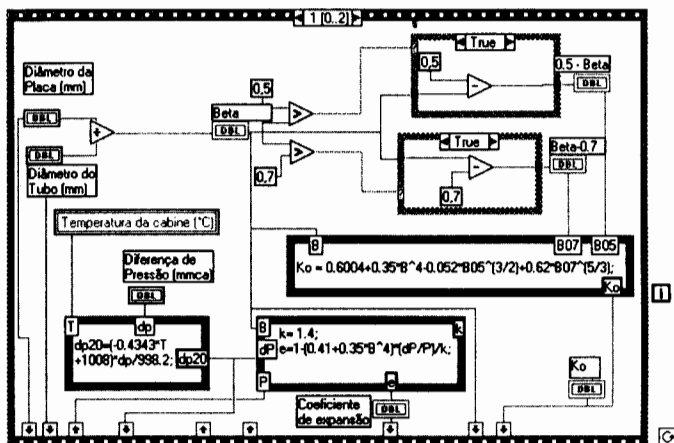 1 [0..2]
Diâmetro da
Placa (mm)
DBL
DBL
Diâmetro do
Tubo (mm)
Temperatura da cabine (°C)
Diferença de
Pressão (mmca)
DBL
T
dp
dp20=(-0.4343*T
+1008)*dp/998.2;
dp20
0,5
Beta
DBL
>
>
0,7
True
0,5
-
0.5 - Beta
DBL
True
-
0,7
Beta-0.7
DBL
B
B07
B05
Ko = 0.6004+0.35*B^4-0.052*B05^(3/2)+0.62*B07^(5/3);
Ko
B
k
k= 1.4;
dP
e=1-(0.41+0.35*B^4)*(dP/P)/k;
P
e
Coeficiente
de expansão
DBL
Ko
DBL
i